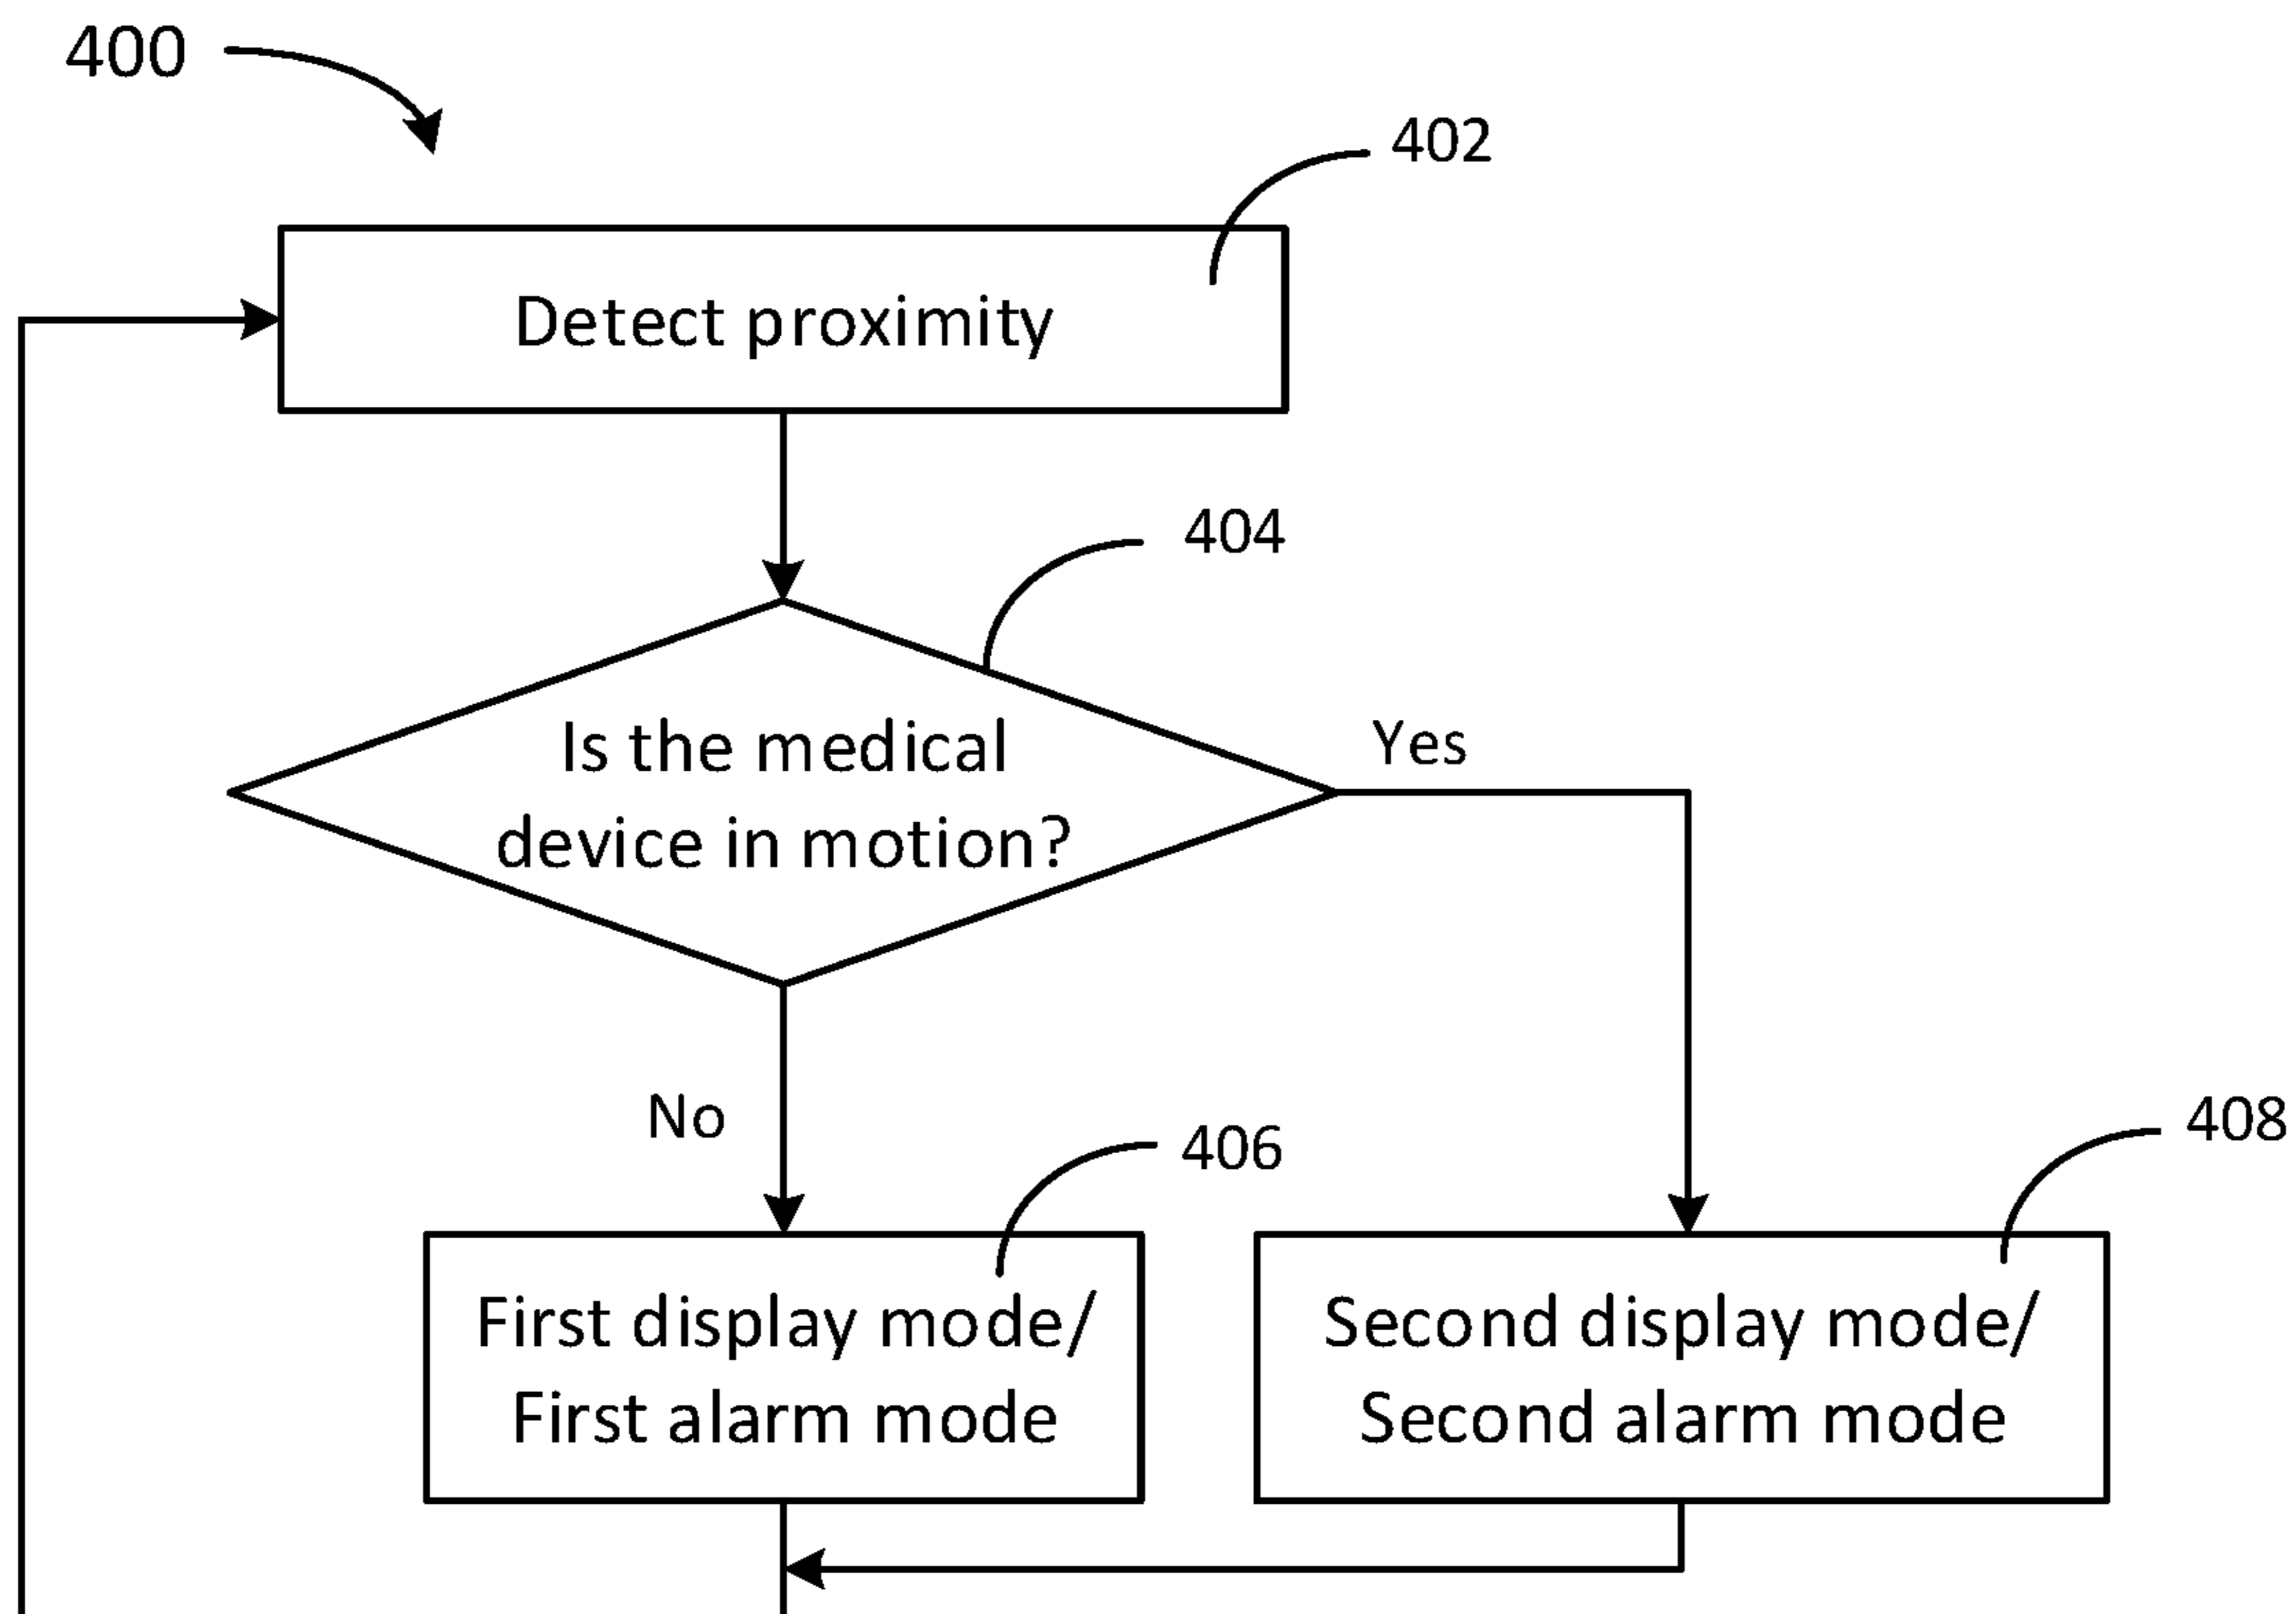 400
402
Detect proximity
404
Is the medical
device in motion?
Yes
No
406
408
First display mode/
First alarm mode
Second display mode/
Second alarm mode